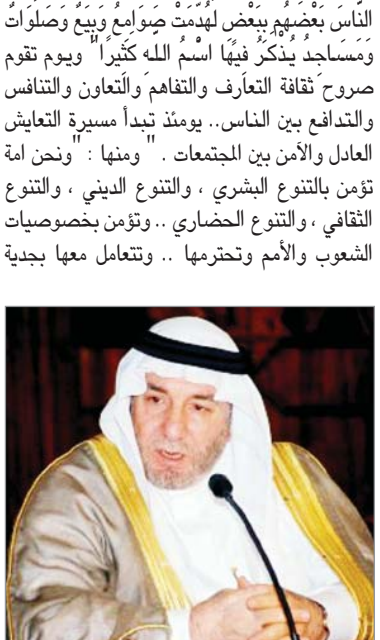 النَّاسَ بَعْضَهُم بِبَعْضٍ لَهُدِّمَتْ صَوَامِعُ وَبِيَعٌ وَصَلَوَاتٌ
وَمَسَاجِدُ يُذْكَرُ فِيهَا اسْمُ اللهِ كَثِيرًا" ويـوم تقوم
صروح ثقافة التعارف والتفاهم والتعاون والتنافس
والتدافع بين الناس.. يومئذ تبدأ مسيرة التعايش
العادل والأمن بين المجتمعات . " ومنها : "ونحن امة
تؤمن بالتنوع البشري ، والتنوع الديني ، والتنوع
الثقافي ، والتنوع الحضاري .. وتؤمن بخصوصيات
الشعوب والأمم وتحترمها .. وتتعامل معها بجدية